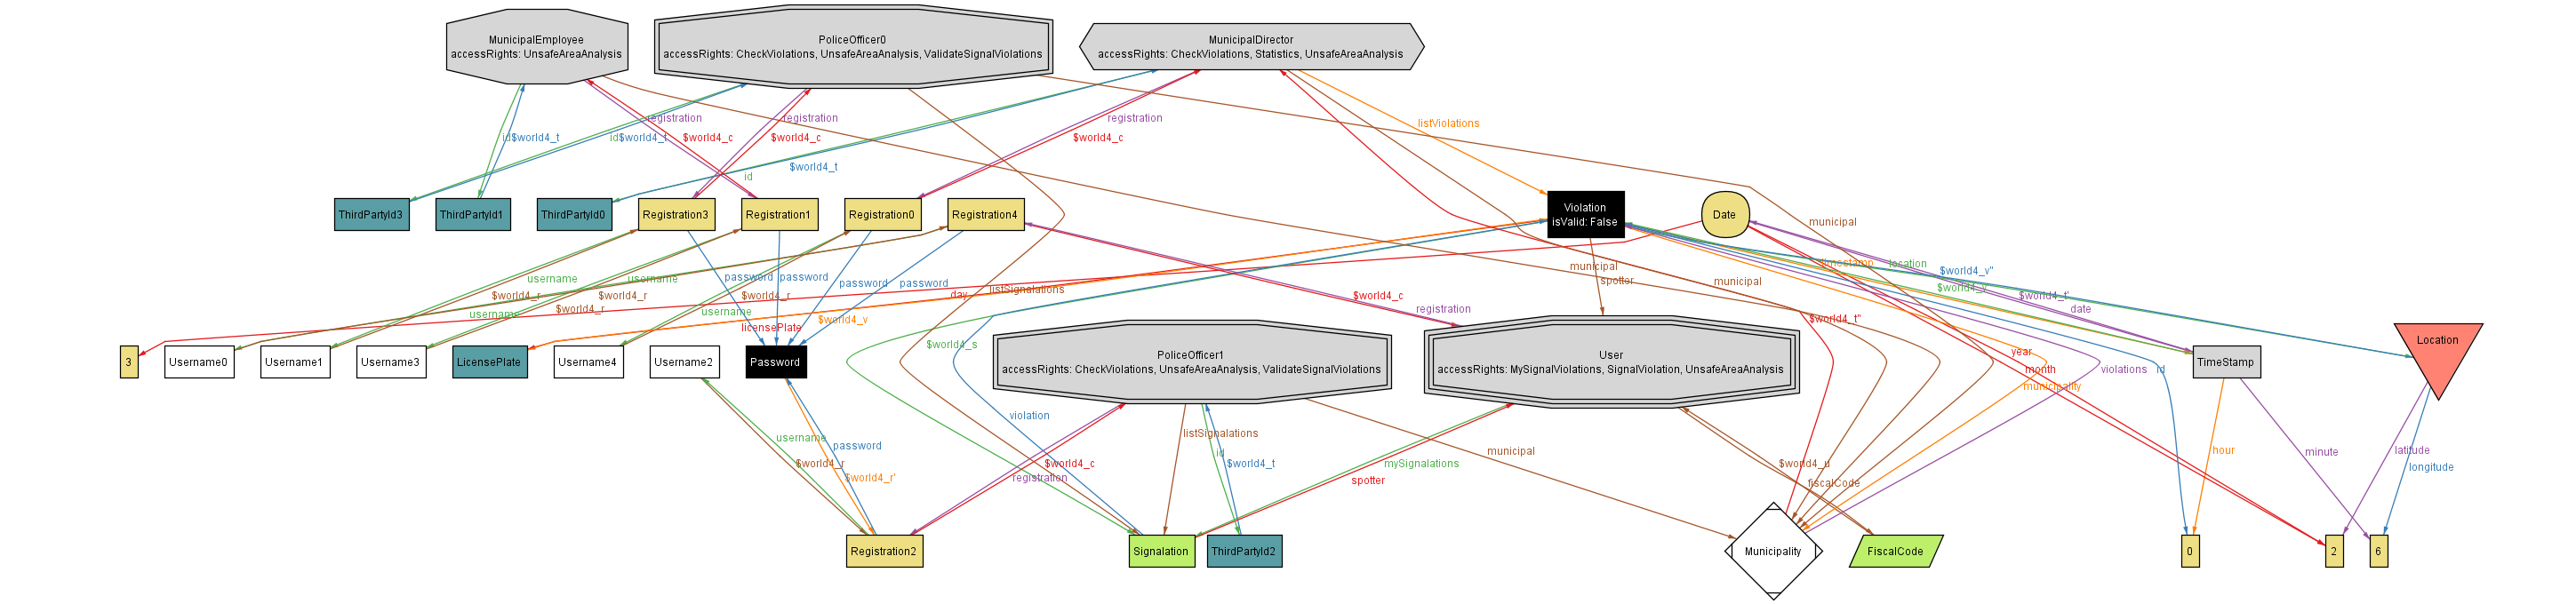 MunicipalEmployee
accessRights: UnsafeAreaAnalysis
PoliceOfficer0
accessRights: CheckViolations, UnsafeAreaAnalysis, ValidateSignalViolations
MunicipalDirector
accessRights: CheckViolations, Statistics, UnsafeAreaAnalysis
registration
registration
registration
listViolations
id
$world4_t
id
$world4_t
$world4_c
$world4_c
$world4_c
$world4_t
id
ThirdPartyId3
ThirdPartyId1
ThirdPartyId0
Registration3
Registration1
Registration0
Registration4
Violation
isValid: False
Date
municipal
municipal
timestamp
location
$world4_v"
username
username
password
password
password
password
spotter
municipal
$world4_v'
$world4_t'
$world4_r
$world4_r
$world4_r
day
listSignalations
$world4_c
registration
date
username
$world4_r
username
licensePlate
$world4_v
$world4_t"
$world4_s
year
month
violations
id
municipality
3
Username0
Username1
Username3
LicensePlate
Username4
Username2
Password
PoliceOfficer1
accessRights: CheckViolations, UnsafeAreaAnalysis, ValidateSignalViolations
User
accessRights: MySignalViolations, SignalViolation, UnsafeAreaAnalysis
TimeStamp
Location
violation
username
password
listSignalations
id
municipal
hour
minute
latitude
longitude
$world4_r
$world4_r'
$world4_c
registration
$world4_t
mySignalations
spotter
$world4_u
fiscalCode
Registration2
Signalation
ThirdPartyId2
Municipality
FiscalCode
0
2
6